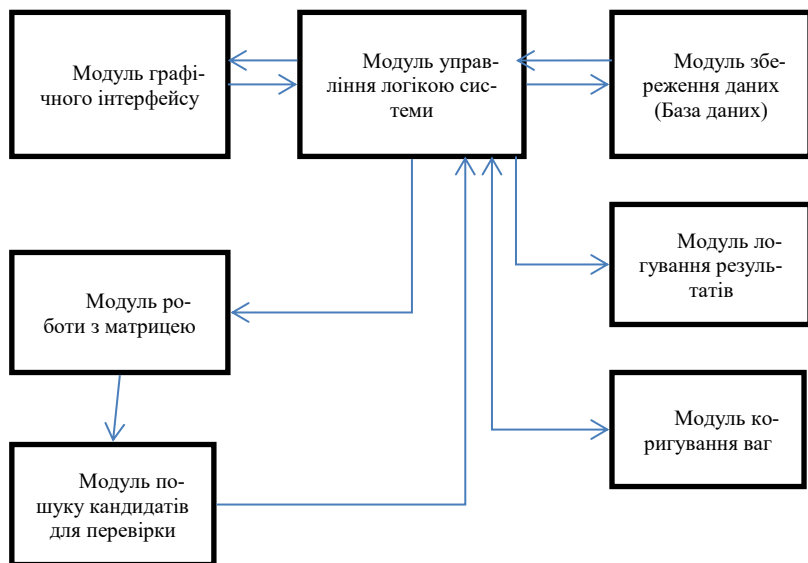 Модуль графі-
чного інтерфейсу
Модуль управ-
ління логікою сис-
теми
Модуль збе-
реження даних
(База даних)
Модуль ло-
гування резуль-
татів
Модуль ро-
боти з матрицею
Модуль ко-
ригування ваг
Модуль по-
шуку кандидатів
для перевірки